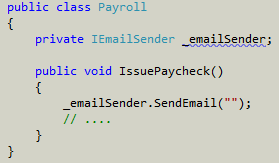 public class Payroll
{
private IEmailSender _emailSender;
public void IssuePaycheck()
{
_emailSender.SendEmail("");
// ....
}
}